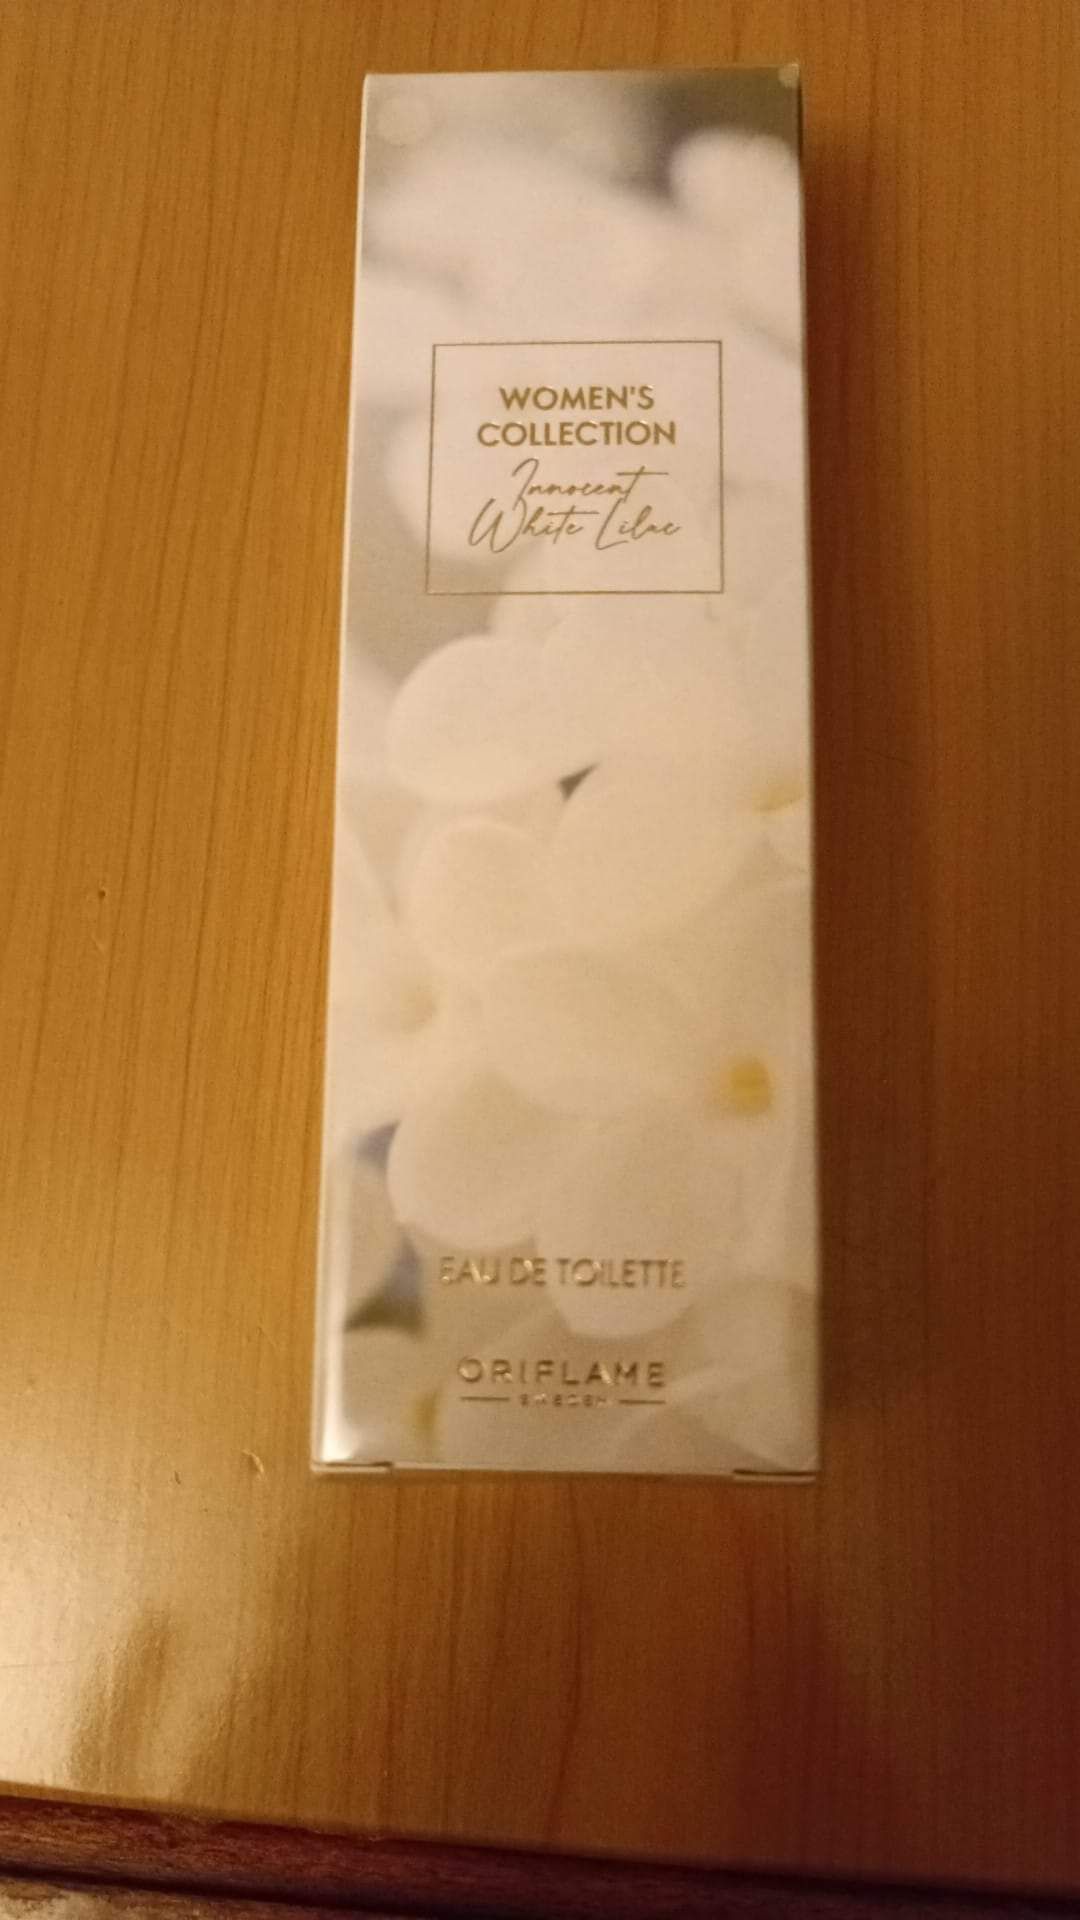 WOMEN'S
COLLECTION
Innocent
White Lilac
EAU DE TOILETTE
ORIFLAME
SWEDEN